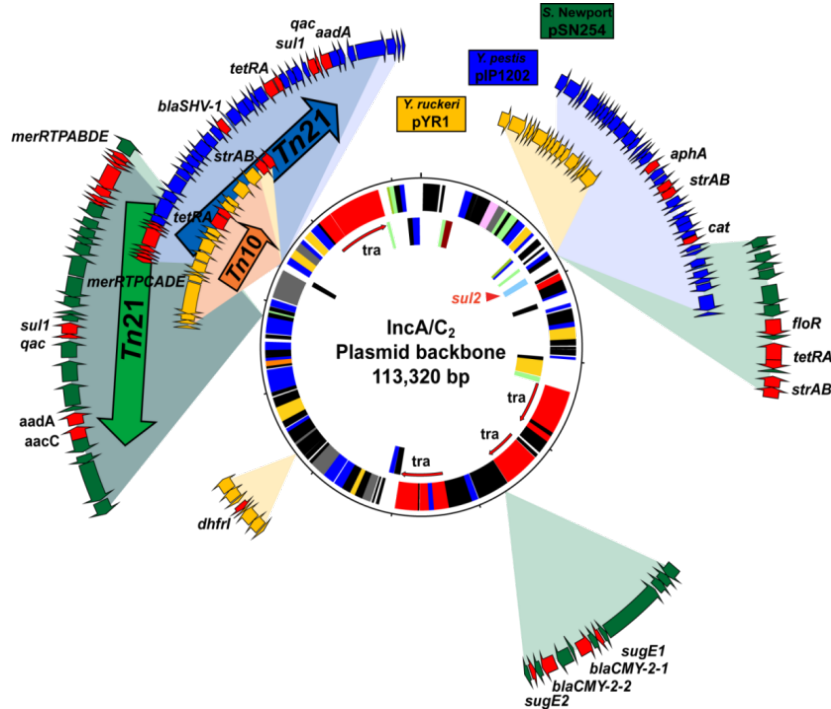 S. Newport
pSN254
Y. pestis
pIP1202
Y. ruckeri
pYR1
qac
sul1
aadA
tetRA
blaSHV-1
merRTPABDE
strAB
Tn21
tetRA
Tn10
merRTPCADE
Tn21
sul1
qac
aadA
aacC
dhfrI
aphA
strAB
cat
floR
tetRA
strAB
tra
sul2
IncA/C2
Plasmid backbone
113,320 bp
tra
tra
tra
sugE1
blaCMY-2-1
blaCMY-2-2
sugE2